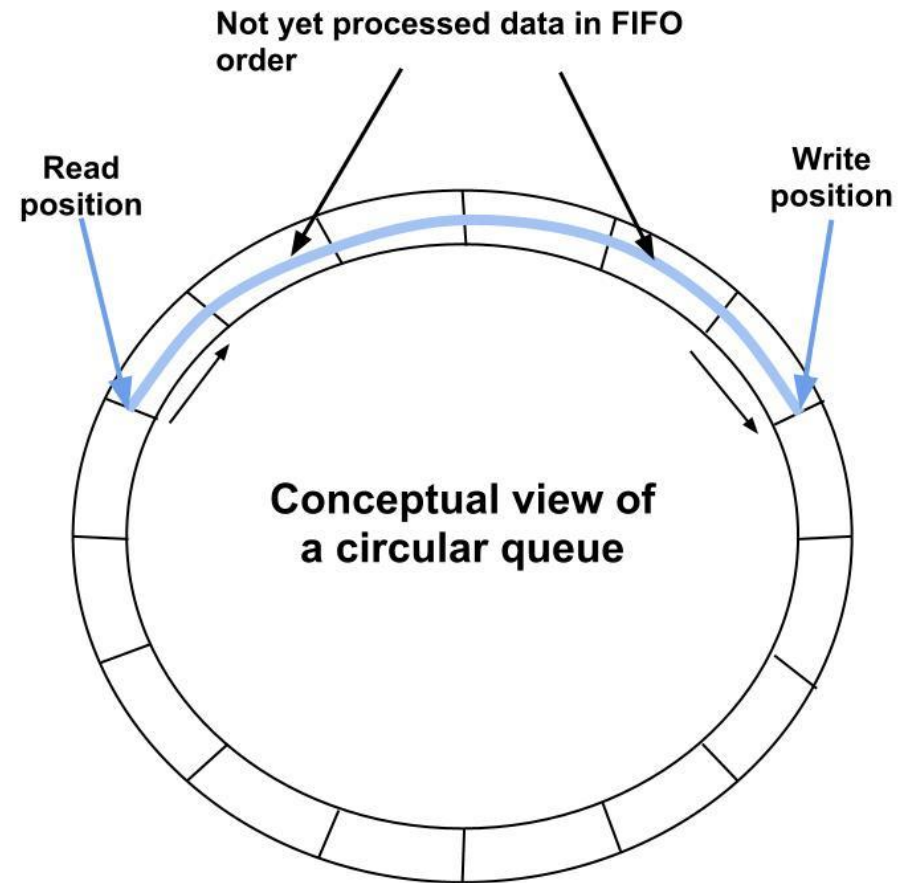 Not yet processed data in FIFO
order
Read
position
Write
position
Conceptual view of
a circular queue